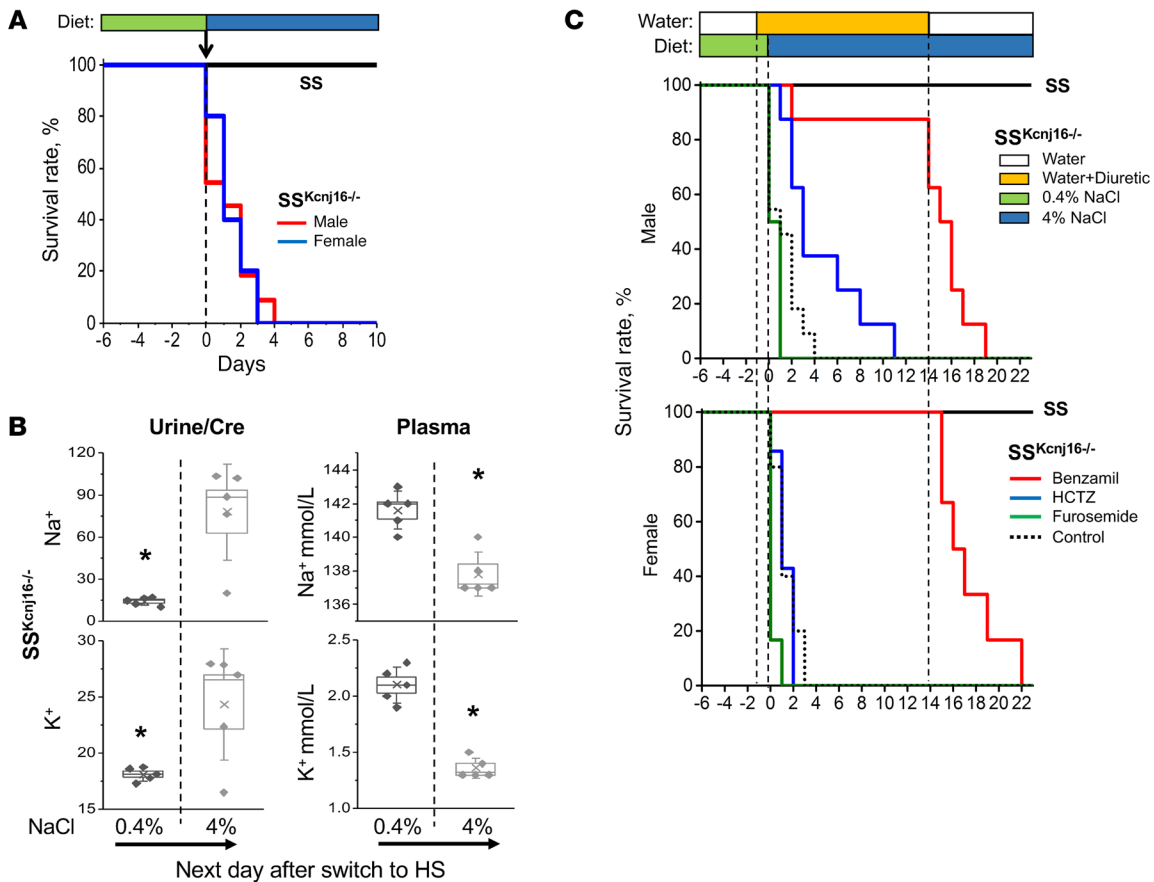 A
Diet:
100
80
60
40
20
0
Survival rate, %
SS
SSKcnj16-/-
Male
Female
-6 -4 -2 0 2 4 6 8 10
Days
B
Urine/Cre
Plasma
SSKcnj16-/-
Na+
120
90
60
30
0
Na+ mmol/L
144
142
140
138
136
*
*
K+
30
25
20
15
K+ mmol/L
2.5
2.0
1.5
1.0
*
*
NaCl
0.4% 4%
0.4% 4%
Next day after switch to HS
C
Water:
Diet:
Survival rate, %
Male
100
80
60
40
20
0
SS
SSKcnj16-/-
Water
Water+Diuretic
0.4% NaCl
4% NaCl
-6 -4 -2 0 2 4 6 8 10 12 14 16 18 20 22
Female
100
80
60
40
20
0
SS
SSKcnj16-/-
Benzamil
HCTZ
Furosemide
Control
-6 -4 -2 0 2 4 6 8 10 12 14 16 18 20 22